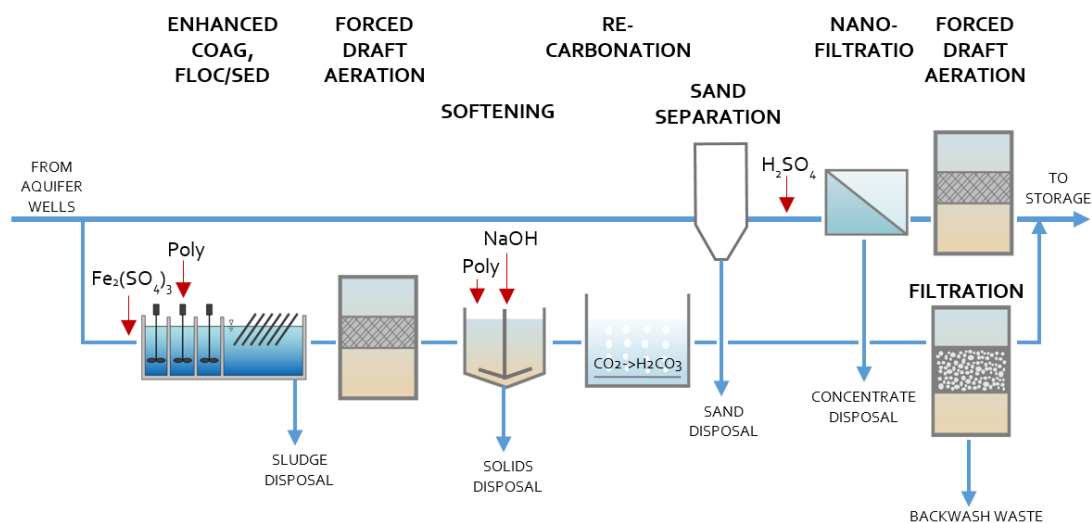 ENHANCED
COAG,
FLOC/SED
FORCED
DRAFT
AERATION
SOFTENING
RE-
CARBONATION
SAND
SEPARATION
NANO-
FILTRATIO
FORCED
DRAFT
AERATION
FROM
AQUIFER
WELLS
H₂SO₄
TO
STORAGE
Fe₂(SO₄)₃
Poly
Poly
NaOH
CO2->H2CO3
FILTRATION
SLUDGE
DISPOSAL
SOLIDS
DISPOSAL
SAND
DISPOSAL
CONCENTRATE
DISPOSAL
BACKWASH WASTE